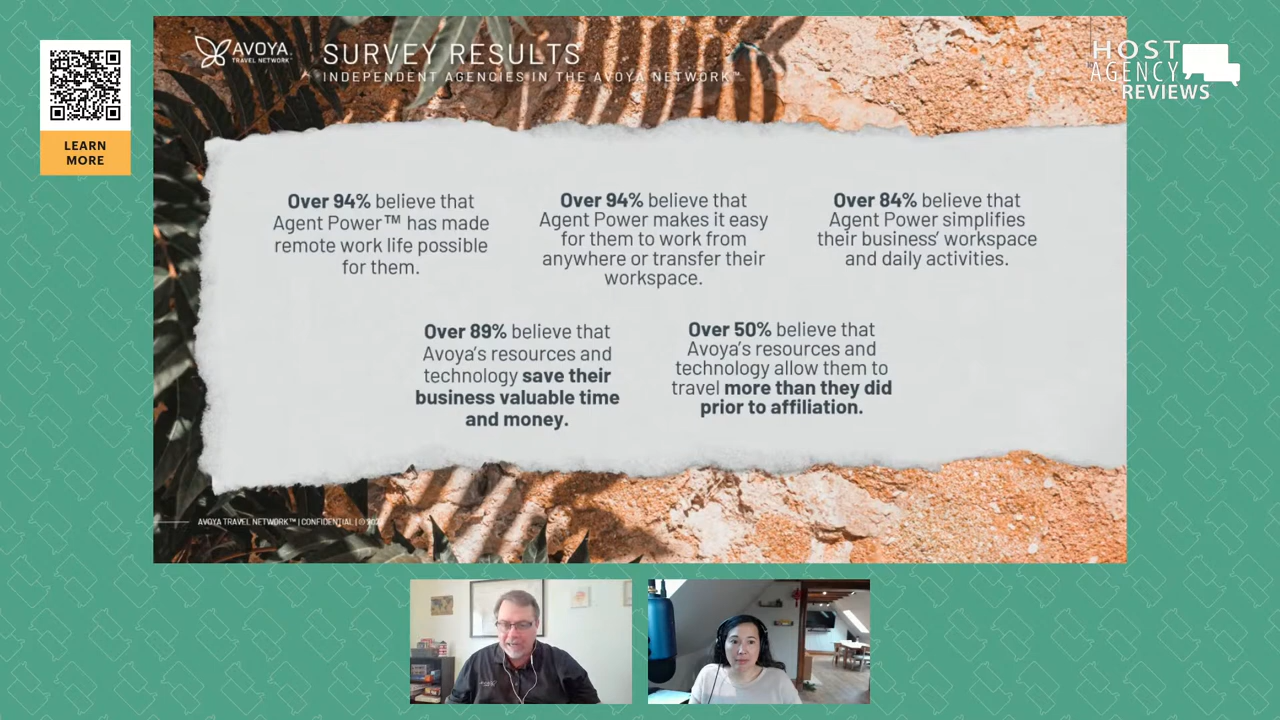 AVOYA
TRAVEL NETWORK™
SURVEY RESULTS
INDEPENDENT AGENCIES IN THE AVOYA NETWORK™
HOST
AGENCY
REVIEWS
LEARN
MORE
Over 94% believe that
Agent Power™ has made
remote work life possible
for them.
Over 94% believe that
Agent Power makes it easy
for them to work from
anywhere or transfer their
workspace.
Over 84% believe that
Agent Power simplifies
their business' workspace
and daily activities.
Over 89% believe that
Avoya's resources and
technology save their
business valuable time
and money.
Over 50% believe that
Avoya's resources and
technology allow them to
travel more than they did
prior to affiliation.
AVOYA TRAVEL NETWORK™ | CONFIDENTIAL | ©